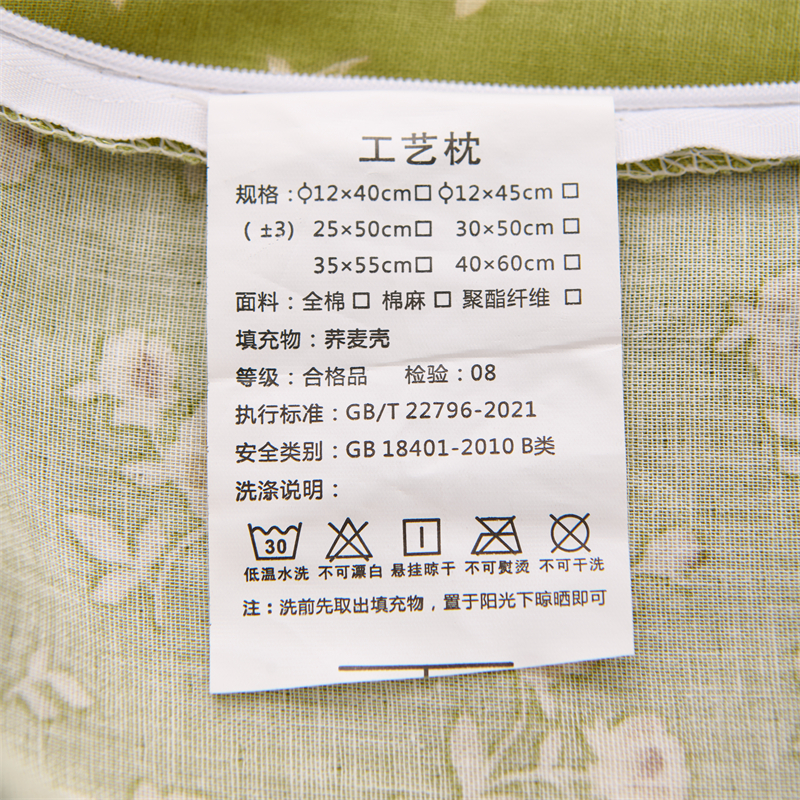 工艺枕
规格：ϕ12×40cm□ ϕ12×45cm □
( ±3) 25×50cm□ 30×50cm □
35×55cm□ 40×60cm □
面料：全棉 □ 棉麻 □ 聚酯纤维 □
填充物：荞麦壳
等级：合格品 检验：08
执行标准：GB/T 22796-2021
安全类别：GB 18401-2010 B类
洗涤说明：
30
低温水洗 不可漂白 悬挂晾干 不可熨烫 不可干洗
注：洗前先取出填充物，置于阳光下晾晒即可